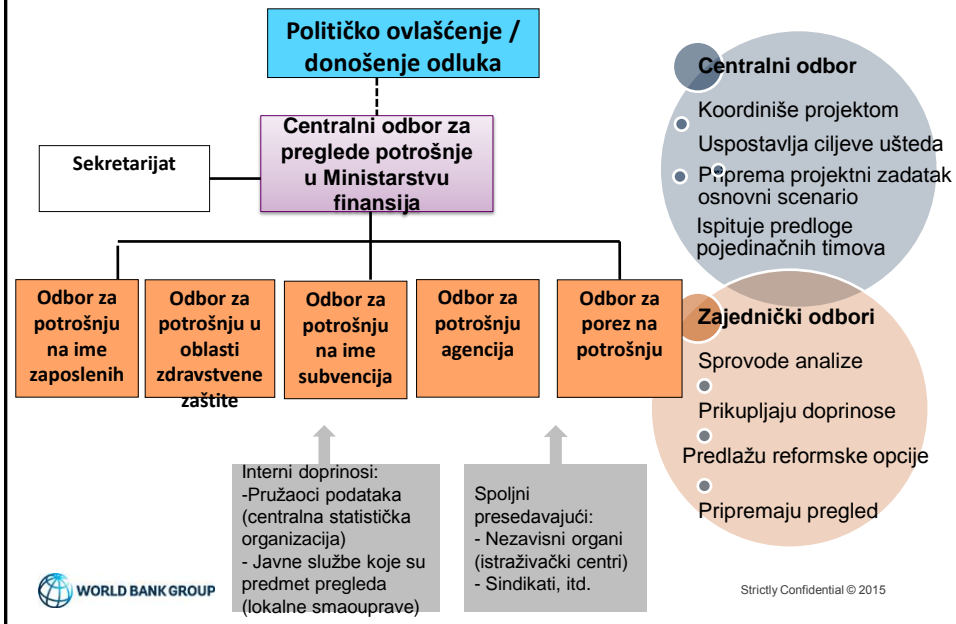 Političko ovlašćenje /
donošenje odluka
Centralni odbor za
preglede potrošnje
u Ministarstvu
finansija
Sekretarijat
Odbor za
potrošnju
na ime
zaposlenih
Odbor za
potrošnju u
oblasti
zdravstvene
zaštite
Odbor za
potrošnju
na ime
subvencija
Odbor za
potrošnju
agencija
Odbor za
porez na
potrošnju
Interni doprinosi:
-Pružaoci podataka
(centralna statistička
organizacija)
- Javne službe koje su
predmet pregleda
(lokalne smaouprave)
Spoljni
presedavajući:
- Nezavisni organi
(istraživački centri)
- Sindikati, itd.
Centralni odbor
Koordiniše projektom
Uspostavlja ciljeve ušteda
Priprema projektni zadatak
osnovni scenario
Ispituje predloge
pojedinačnih timova
Zajednički odbori
Sprovode analize
Prikupljaju doprinose
Predlažu reformske opcije
Pripremaju pregled
WORLD BANK GROUP
Strictly Confidential © 2015